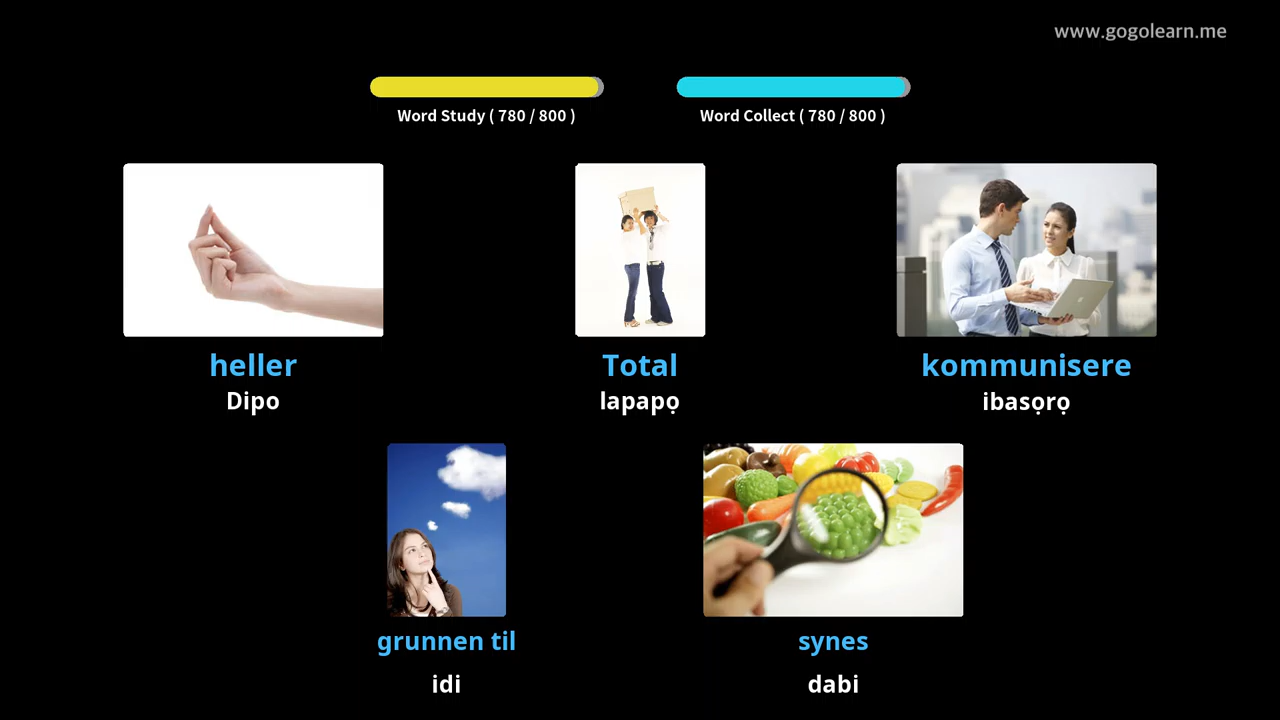 www.gogolearn.me
Word Study ( 780 / 800 )
Word Collect ( 780 / 800 )
heller
Dipo
Total
lapapọ
kommunisere
ibasọrọ
grunnen til
idi
synes
dabi